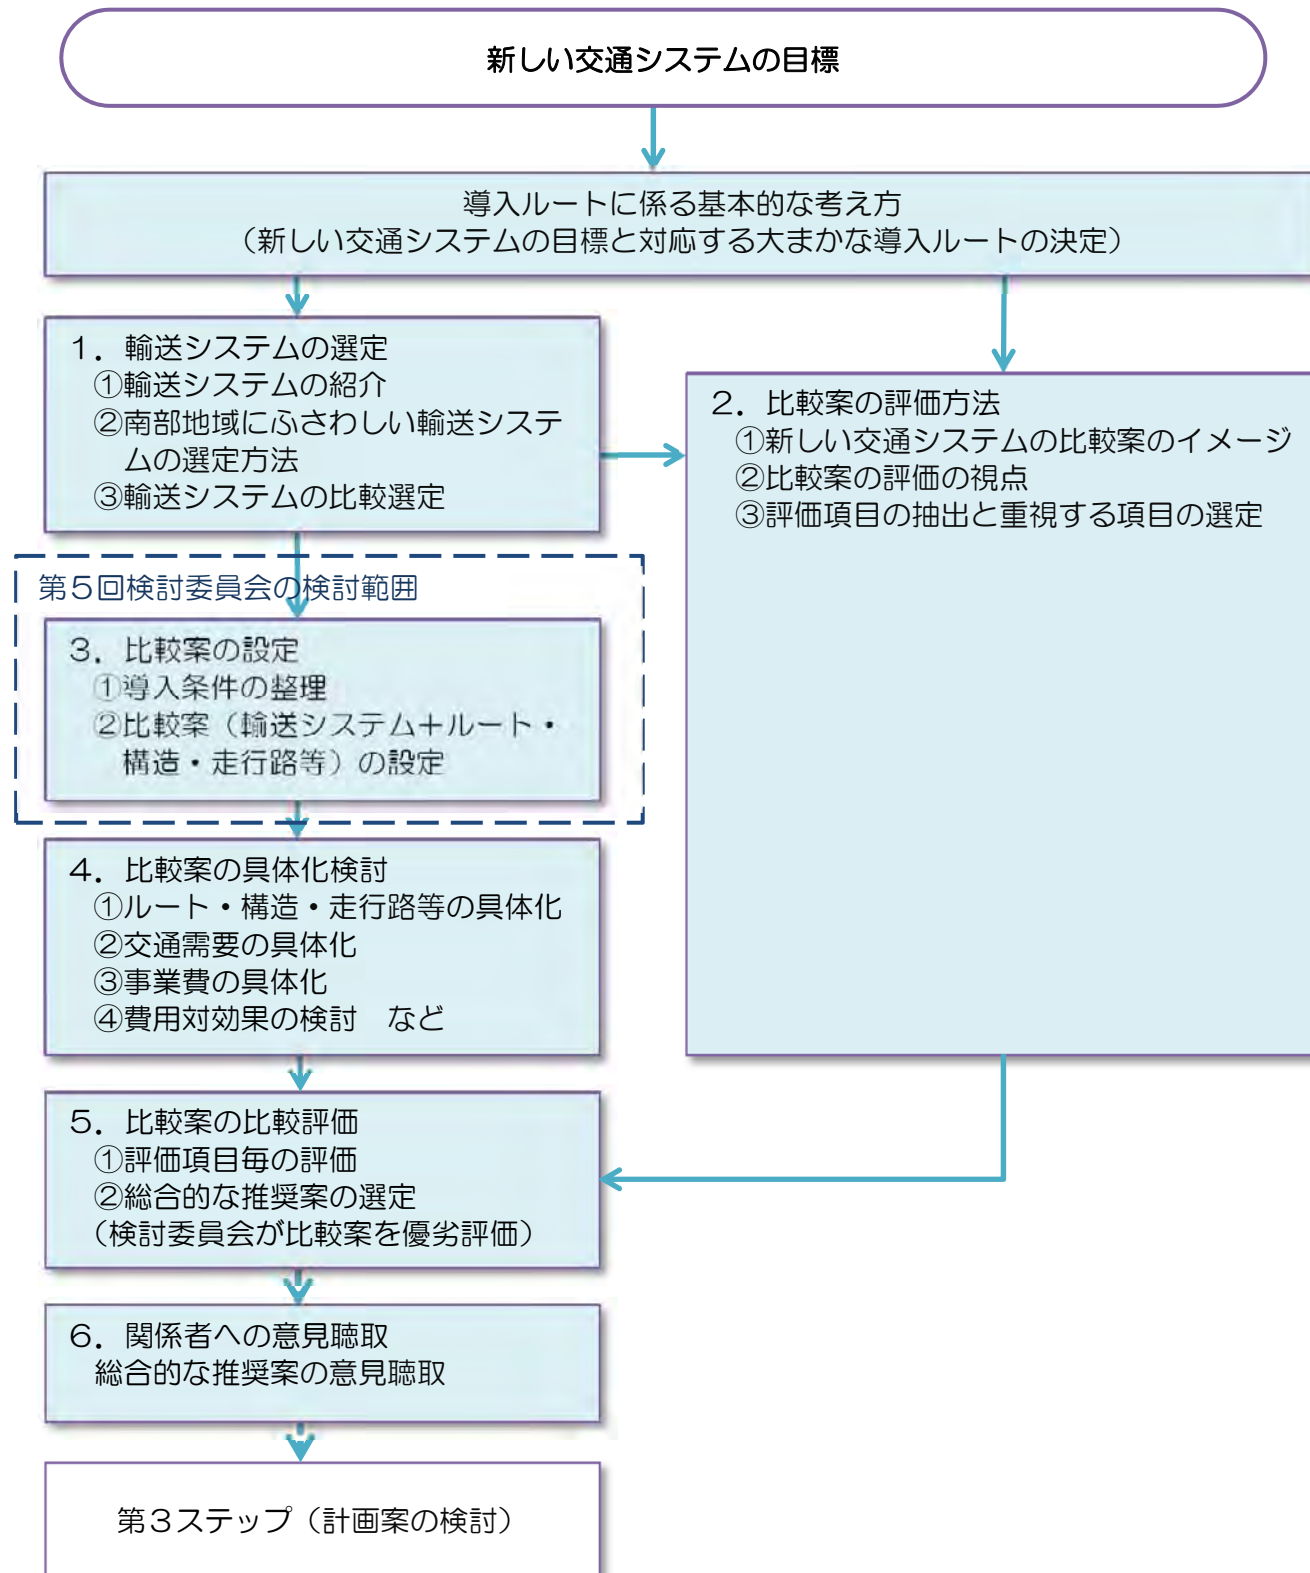 新しい交通システムの目標
導入ルートに係る基本的な考え方
（新しい交通システムの目標と対応する大まかな導入ルートの決定）
１．輸送システムの選定
①輸送システムの紹介
②南部地域にふさわしい輸送システ
ムの選定方法
③輸送システムの比較選定
２．比較案の評価方法
①新しい交通システムの比較案のイメージ
②比較案の評価の視点
③評価項目の抽出と重視する項目の選定
第５回検討委員会の検討範囲
３．比較案の設定
①導入条件の整理
②比較案（輸送システム＋ルート・
構造・走行路等）の設定
４．比較案の具体化検討
①ルート・構造・走行路等の具体化
②交通需要の具体化
③事業費の具体化
④費用対効果の検討　など
５．比較案の比較評価
①評価項目毎の評価
②総合的な推奨案の選定
（検討委員会が比較案を優劣評価）
６．関係者への意見聴取
総合的な推奨案の意見聴取
第３ステップ（計画案の検討）